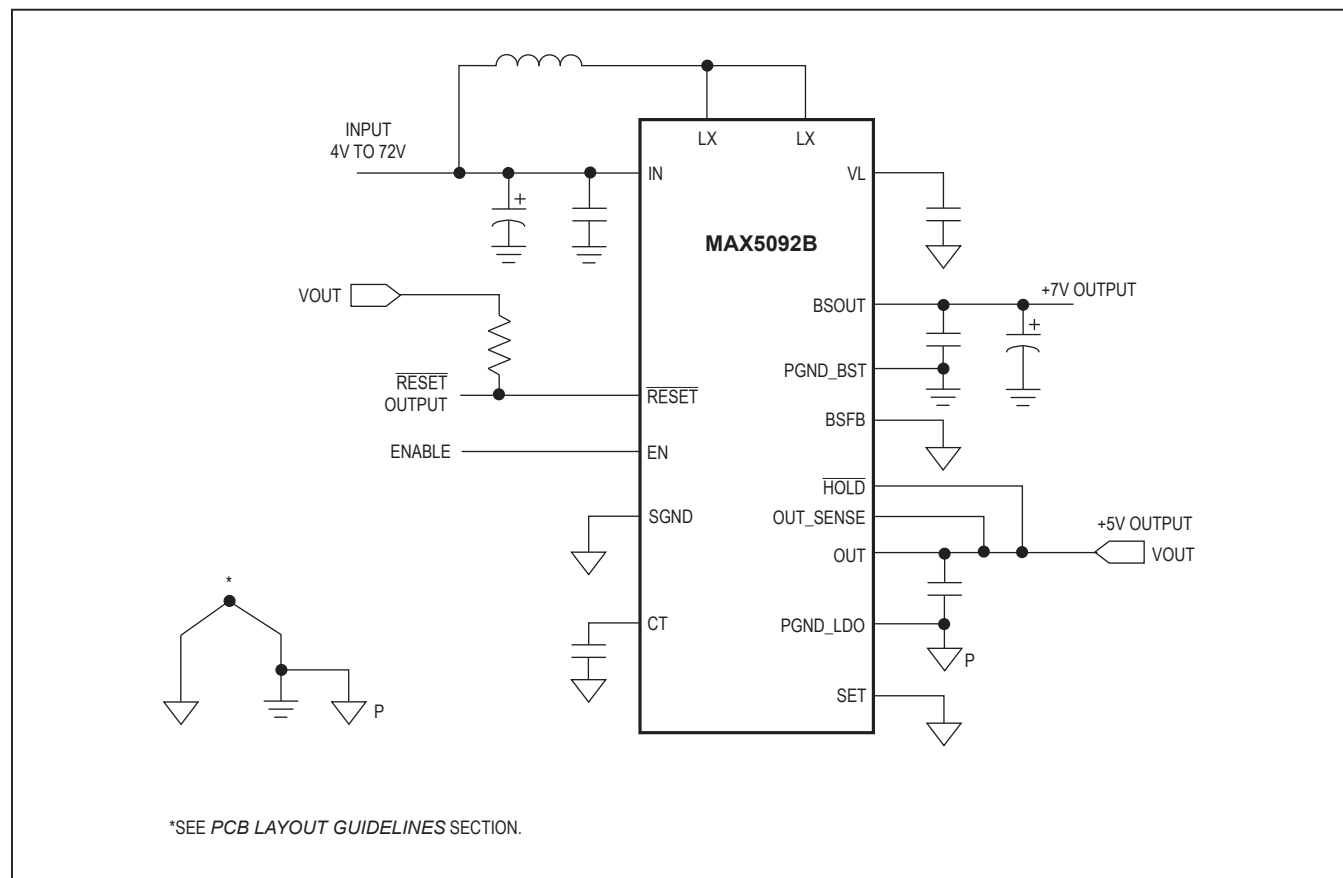 LX
LX
INPUT
4V TO 72V
IN
VL
+
MAX5092B
VOUT
BSOUT
+7V OUTPUT
+
PGND_BST
RESET
OUTPUT
RESET
BSFB
ENABLE
EN
HOLD
SGND
OUT_SENSE
+5V OUTPUT
OUT
VOUT
*
CT
PGND_LDO
P
SET
P
*SEE PCB LAYOUT GUIDELINES SECTION.